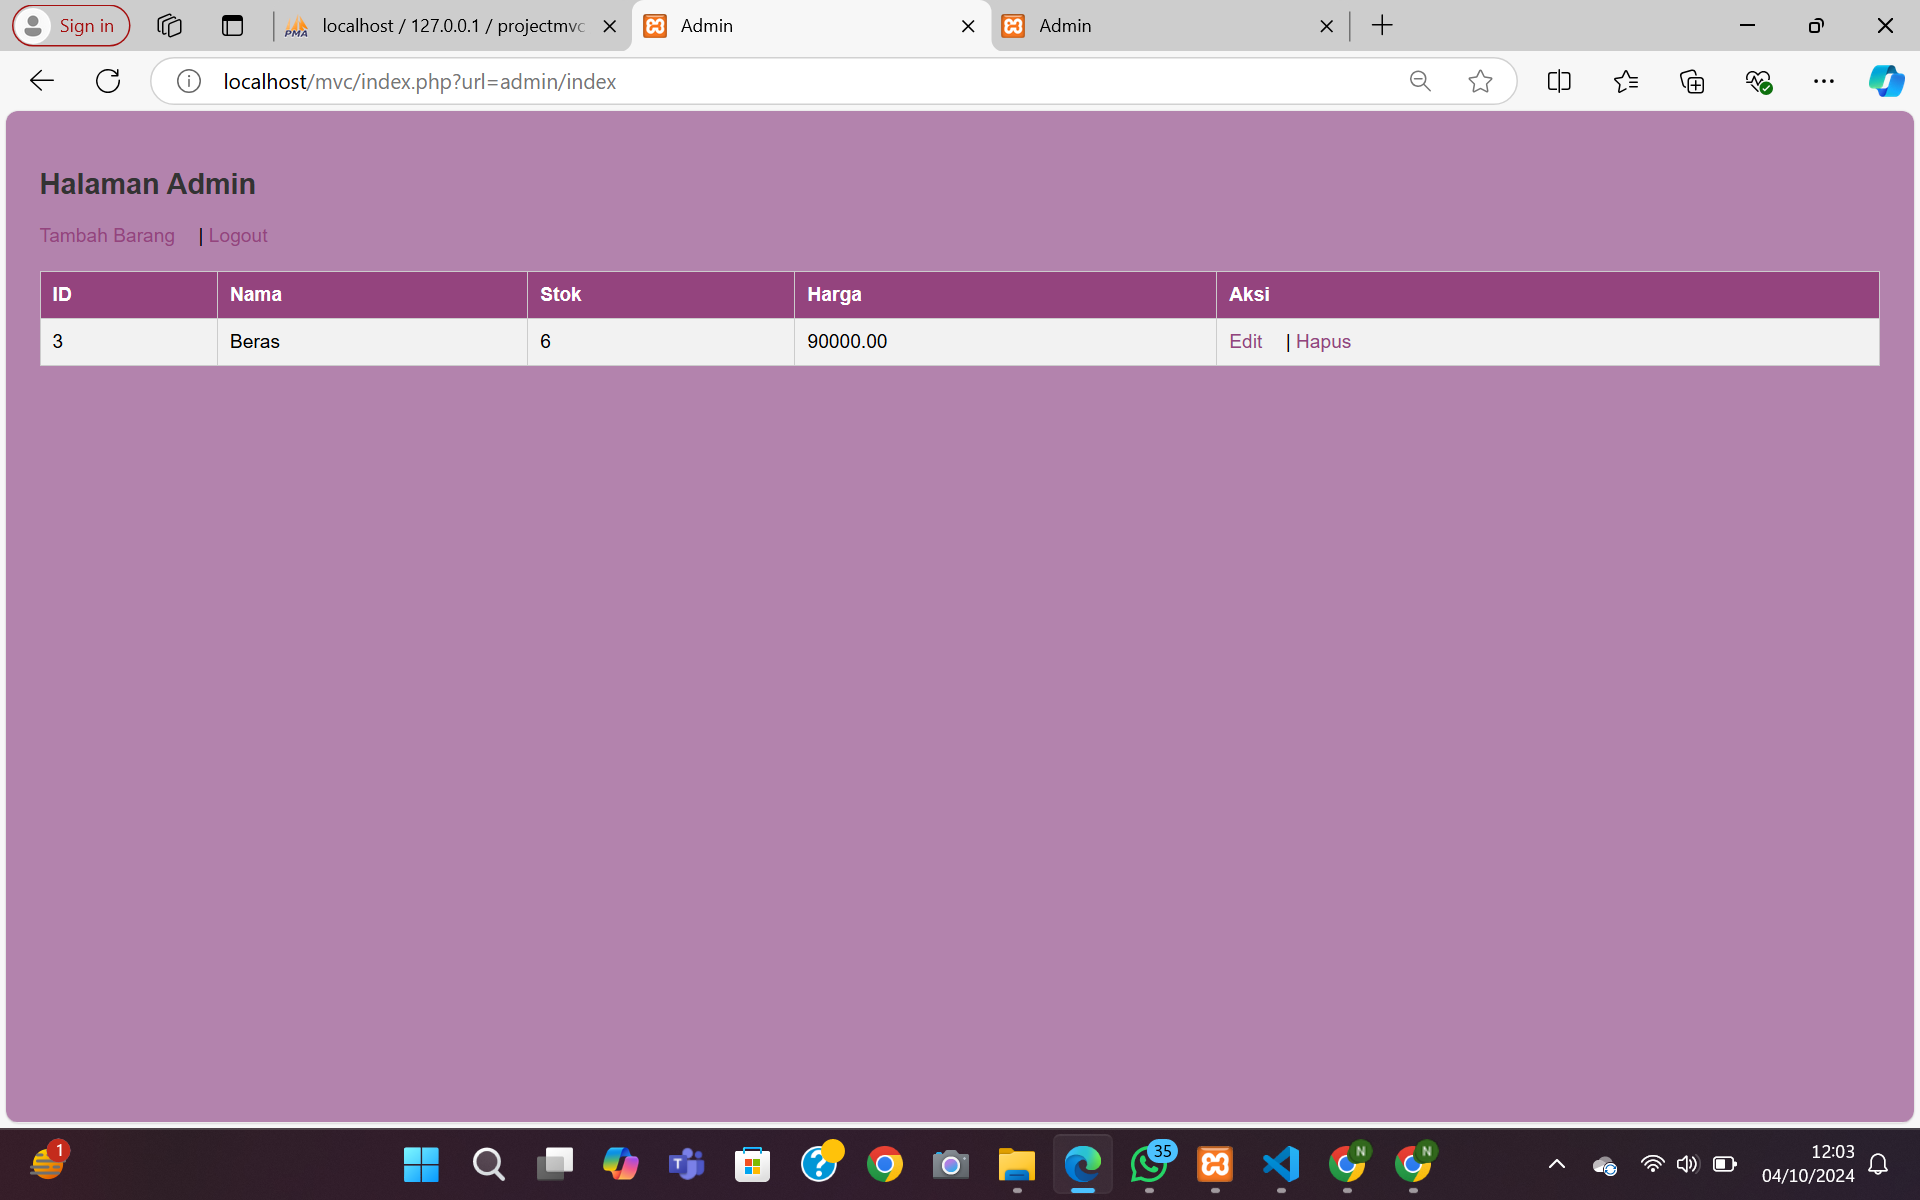 Sign in
PMA
localhost / 127.0.0.1 / projectmvc
Admin
Admin
localhost/mvc/index.php?url=admin/index
Halaman Admin
Tambah Barang | Logout
ID Nama Stok Harga Aksi
3 Beras 6 90000.00 Edit | Hapus
1
T
?
35
N
N
12:03
04/10/2024